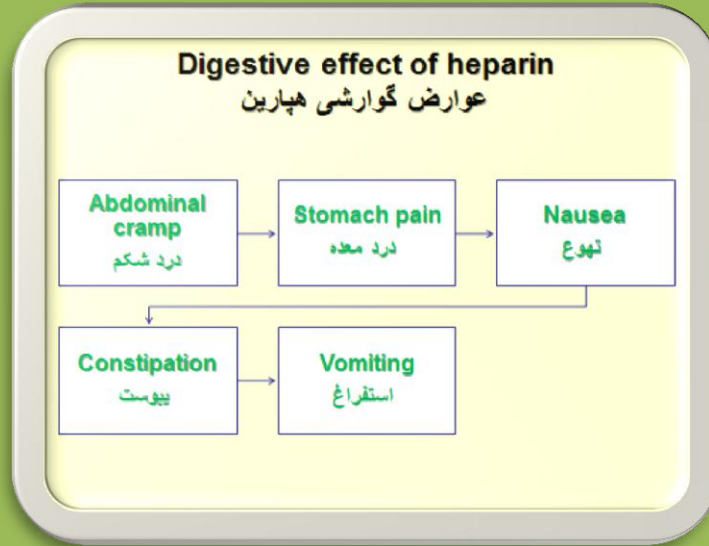 Digestive effect of heparin
عوارض گوارشی هپارین
Abdominal
cramp
درد شکم
Stomach pain
درد معده
Nausea
تهوع
Constipation
یبوست
Vomiting
استفراغ